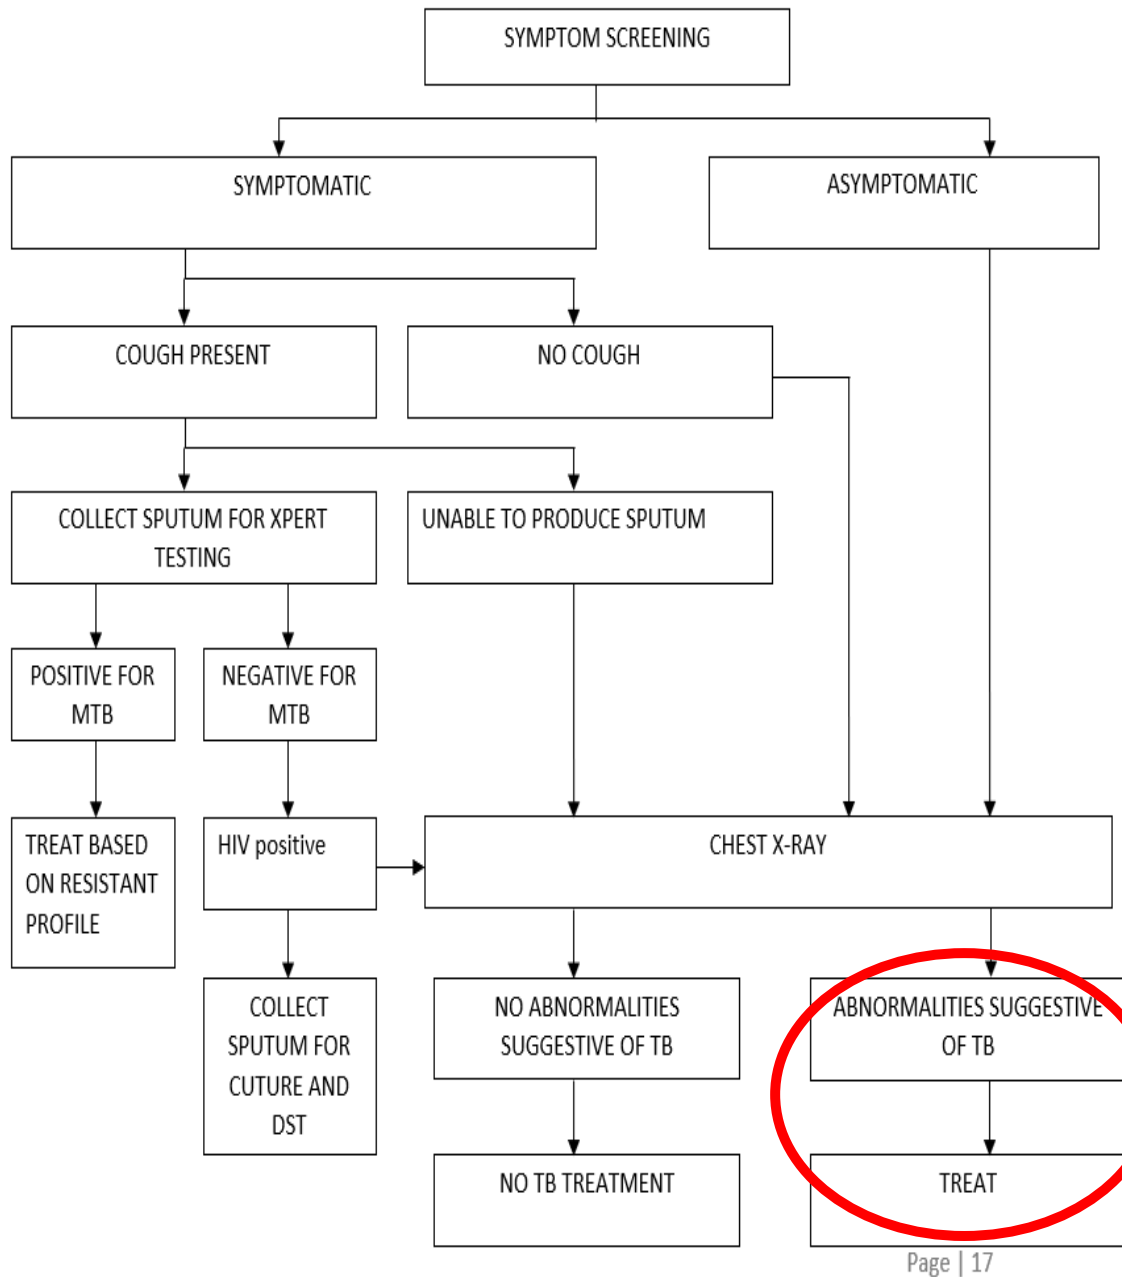 SYMPTOM SCREENING
SYMPTOMATIC
ASYMPTOMATIC
COUGH PRESENT
NO COUGH
COLLECT SPUTUM FOR XPERT
TESTING
UNABLE TO PRODUCE SPUTUM
POSITIVE FOR
MTB
NEGATIVE FOR
MTB
TREAT BASED
ON RESISTANT
PROFILE
HIV positive
CHEST X-RAY
COLLECT
SPUTUM FOR
CUTURE AND
DST
NO ABNORMALITIES
SUGGESTIVE OF TB
ABNORMALITIES SUGGESTIVE
OF TB
NO TB TREATMENT
TREAT
Page | 17